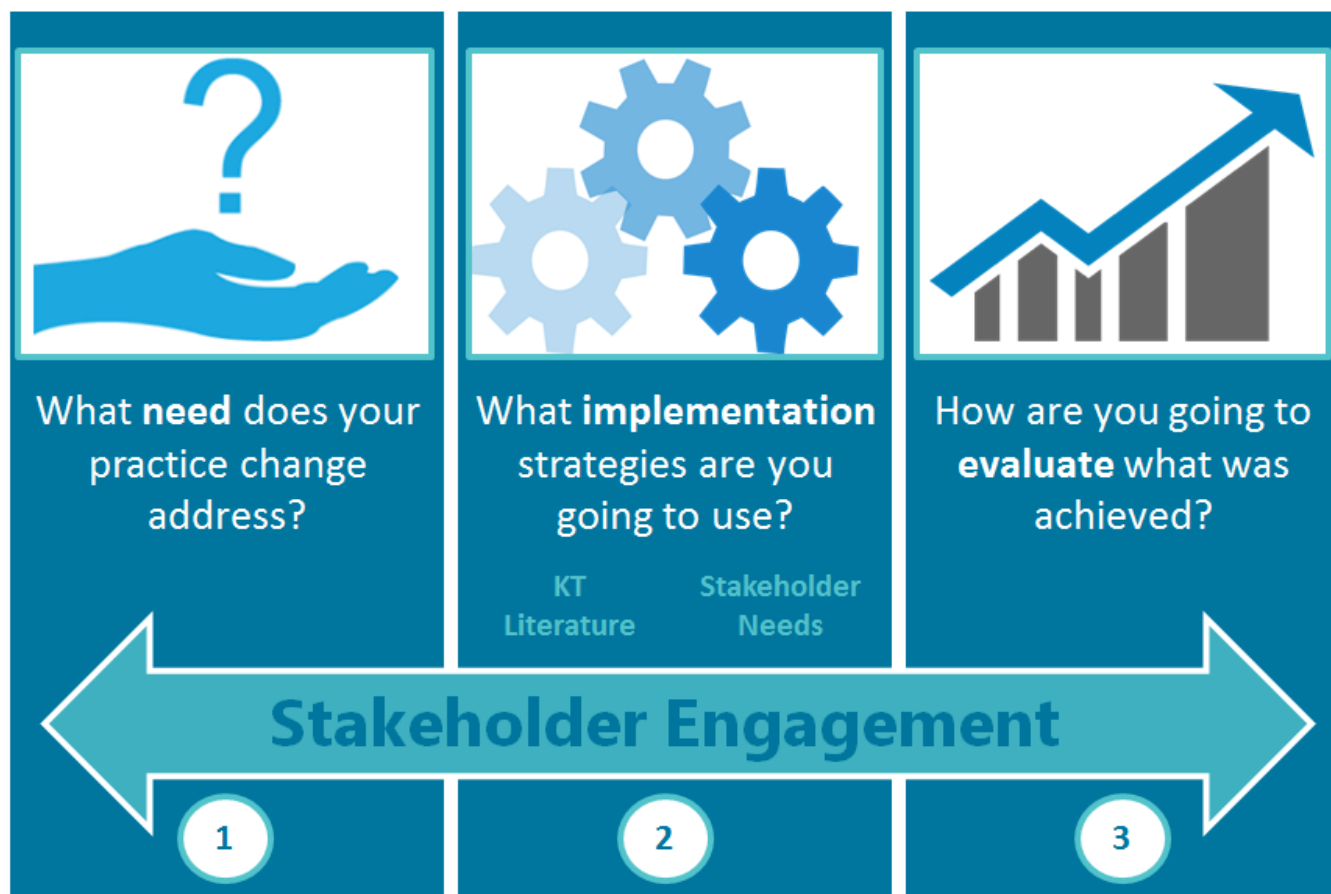 ?
What need does your
practice change
address?
What implementation
strategies are you
going to use?
KT
Literature
Stakeholder
Needs
How are you going to
evaluate what was
achieved?
Stakeholder Engagement
1
2
3